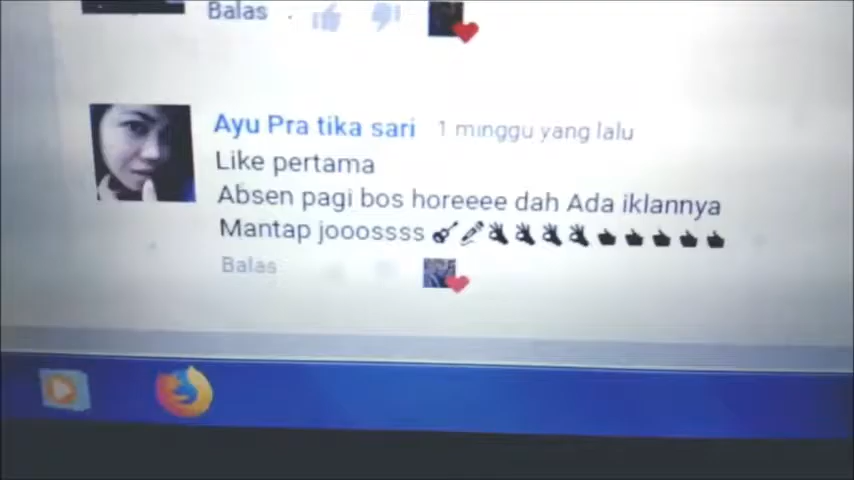 Balas
Ayu Pra tika sari 1 minggu yang lalu
Like pertama
Absen pagi bos horeeee dah Ada iklannya
Mantap jooossss 🎸🎤👌👌👌👌👍👍👍👍👍
Balas